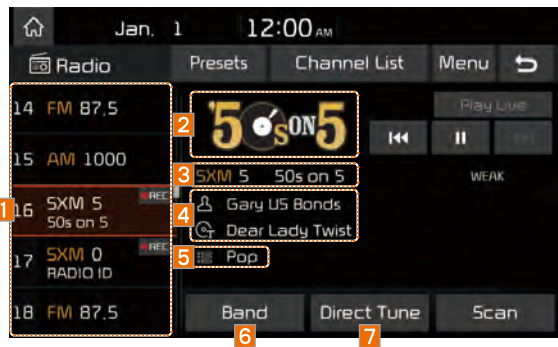 Jan. 1 12:00 AM
Radio Presets Channel List Menu
14 FM 87.5
15 AM 1000
1 16 SXM 5 REC
50s on 5
17 SXM 0 REC
RADIO ID
18 FM 87.5
2 '50's ON 5
Play Live
WEAK
3 SXM 5 50s on 5
4 Gary US Bonds
Dear Lady Twist
5 Pop
Band Direct Tune Scan
6 7